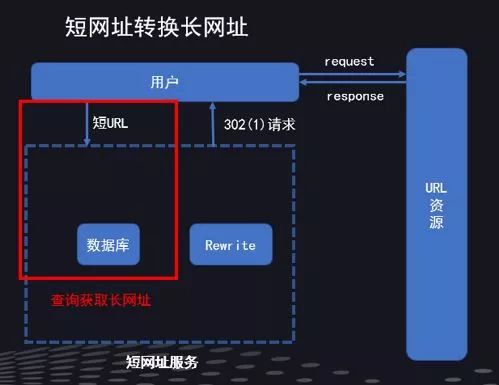 短网址转换长网址
用户
request
response
短URL
302(1)请求
URL
资
源
数据库
Rewrite
查询获取长网址
短网址服务